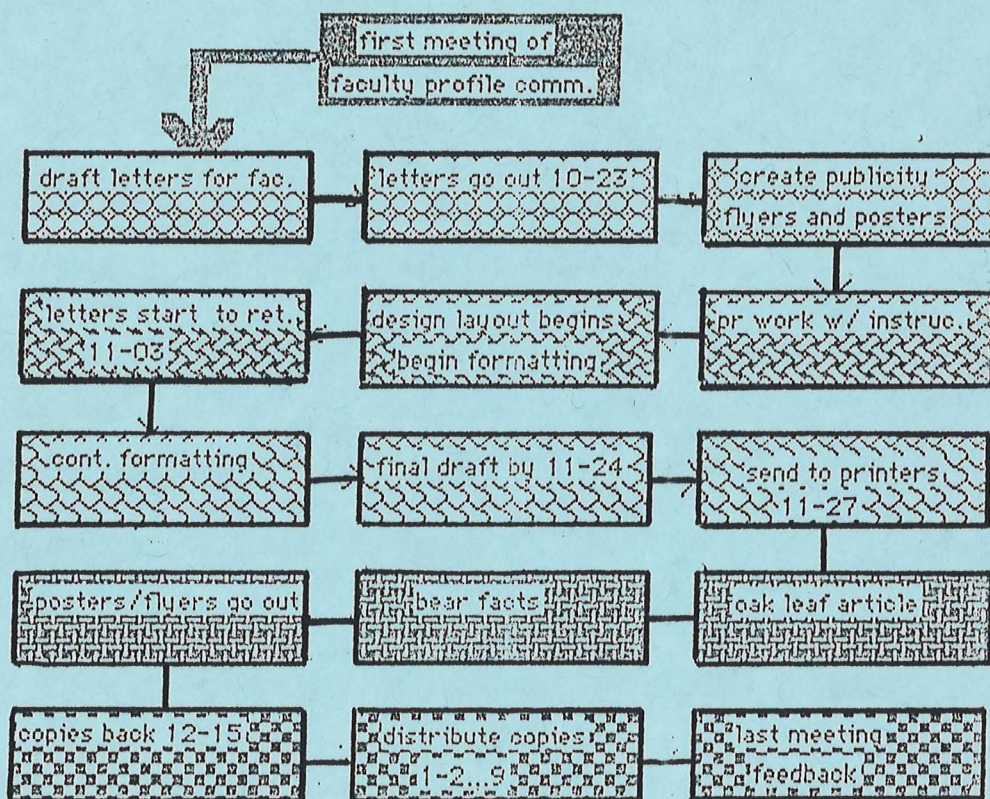 first meeting of
faculty profile comm.
draft letters for fac.
letters go out 10-23
create publicity
flyers and posters
letters start to ret.
11-03
design layout begins
begin formatting
pr work w/ instruc.
cont. formatting
final draft by 11-24
send to printers
11-27
posters/flyers go out
bear facts
oak leaf article
copies back 12-15
distribute copies
1-2...9
last meeting
feedback